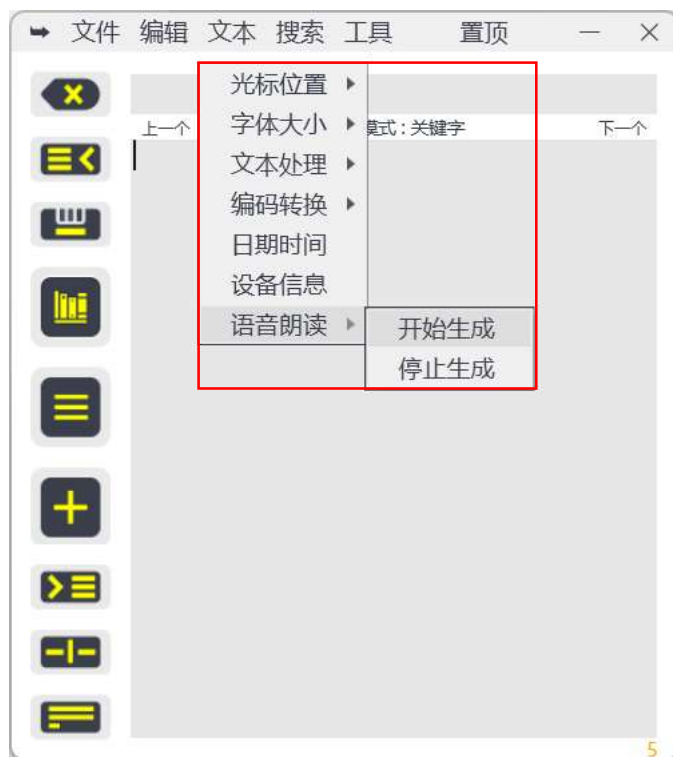 文件 编辑 文本 搜索 工具 置顶
光标位置
上一个 字体大小 模式:关键字 下一个
文本处理
编码转换
日期时间
设备信息
语音朗读 开始生成
停止生成
5